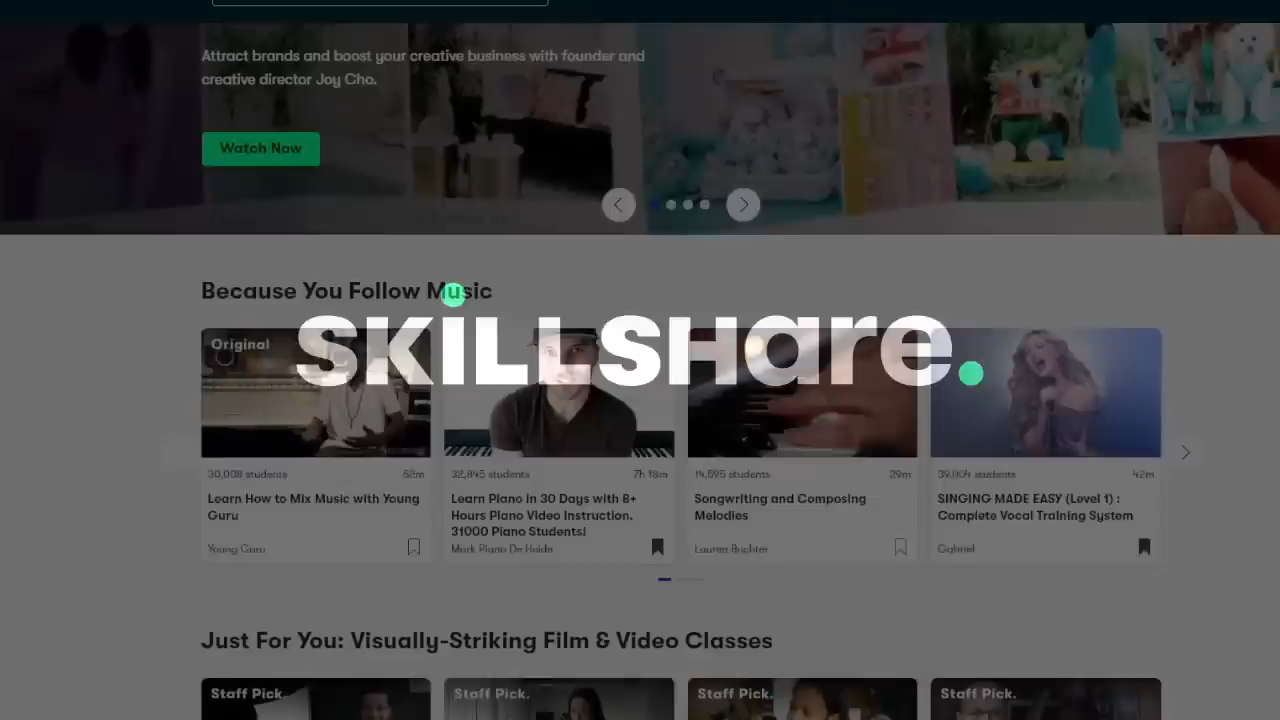 Attract brands and boost your creative business with founder and
creative director Joy Cho.
Watch Now
Because You Follow Music
SKILLSHare.
Original
30,008 students 52m
32,845 students 7h 18m
14,595 students 29m
39,804 students 42m
Learn How to Mix Music with Young
Guru
Learn Piano in 30 Days with 8+
Hours Piano Video Instruction.
31000 Piano Students!
Songwriting and Composing
Melodies
SINGING MADE EASY (Level 1) :
Complete Vocal Training System
Young Guru
Mark Piano De Heide
Gabriel
Just For You: Visually-Striking Film & Video Classes
Staff Pick.
Staff Pick.
Staff Pick.
Staff Pick.